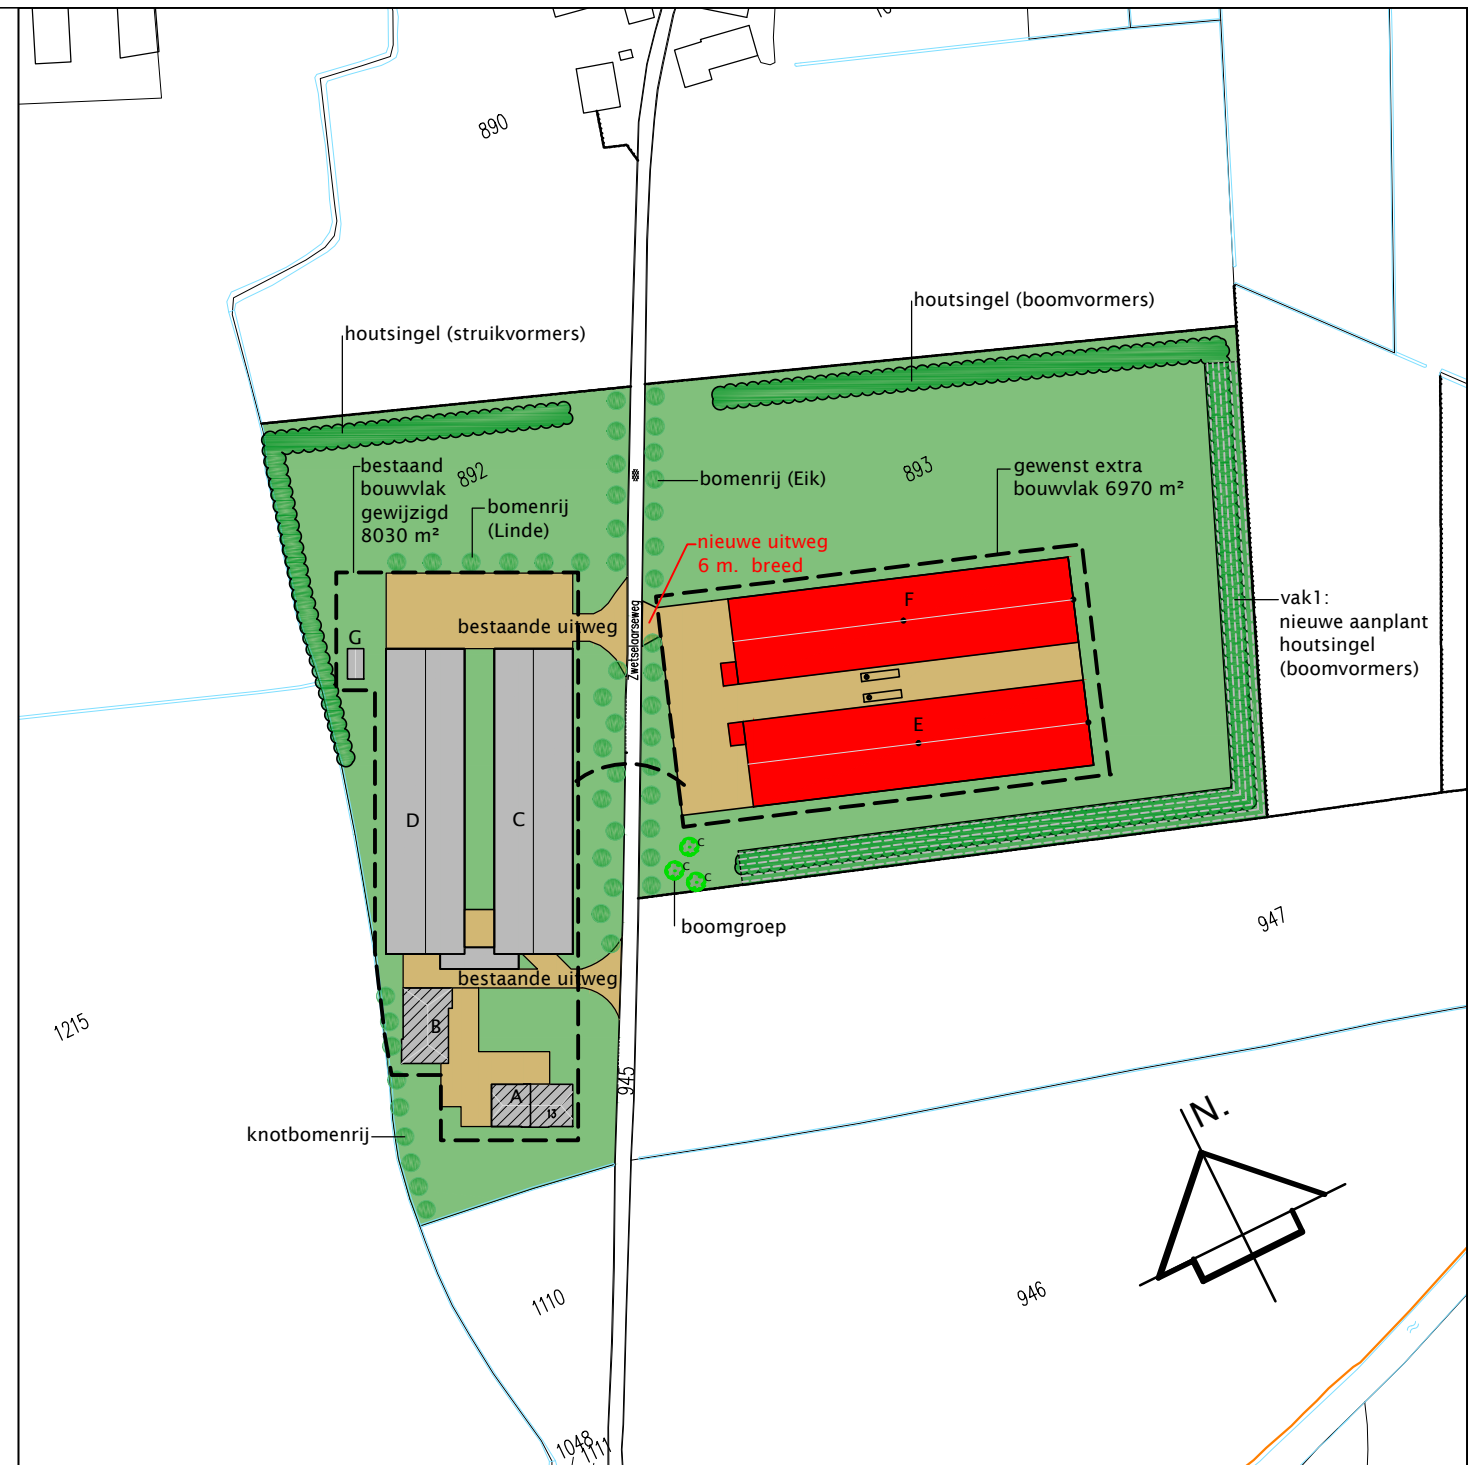 890
houtsingel (boomvormers)
houtsingel (struikvormers)
bestaand
bouwvlak
gewijzigd
8030 m²
892
bomenrij
(Linde)
bomenrij (Eik)
893
gewenst extra
bouwvlak 6970 m²
nieuwe uitweg
6 m. breed
vak1:
nieuwe aanplant
houtsingel
(boomvormers)
F
bestaande uitweg
Zwetselaarseweg
G
E
D
C
C
C
C
boomgroep
947
bestaande uitweg
1215
B
945
A
13
knotbomenrij
N.
946
1110
1048
1111